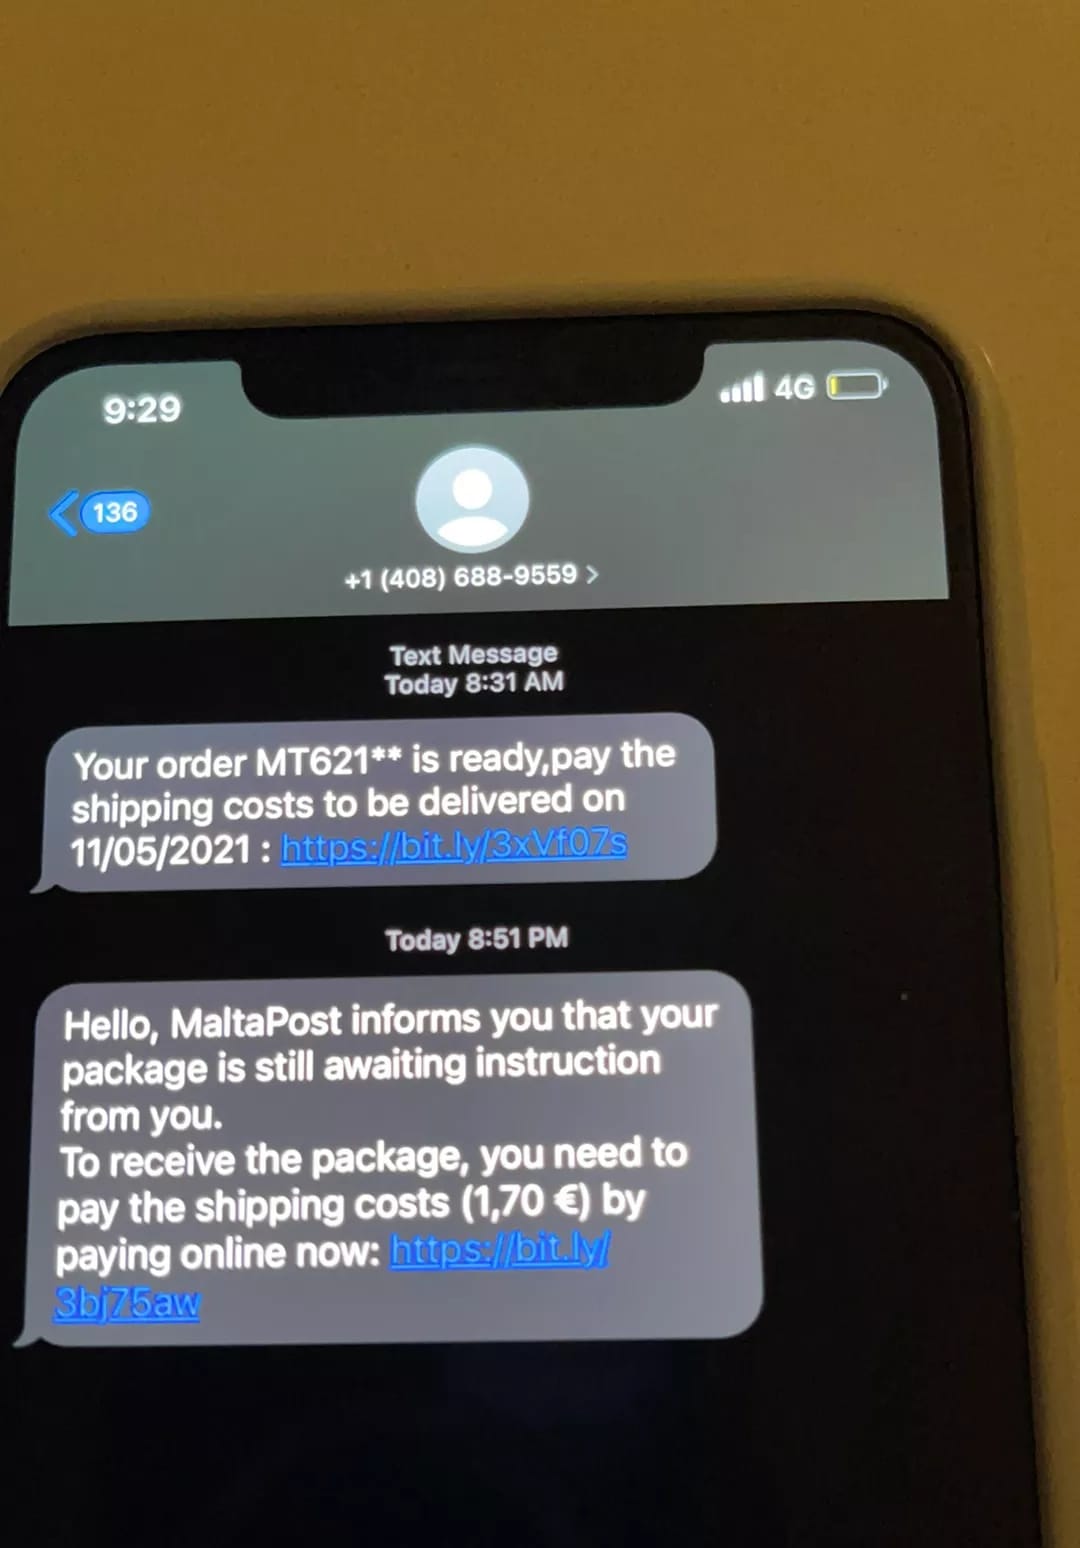 9:29
4G
136
+1 (408) 688-9559 >
Text Message
Today 8:31 AM
Your order MT621** is ready,pay the
shipping costs to be delivered on
11/05/2021 : https://bit.ly/3xVf07s
Today 8:51 PM
Hello, MaltaPost informs you that your
package is still awaiting instruction
from you.
To receive the package, you need to
pay the shipping costs (1,70 €) by
paying online now: https://bit.ly/
3bj75aw